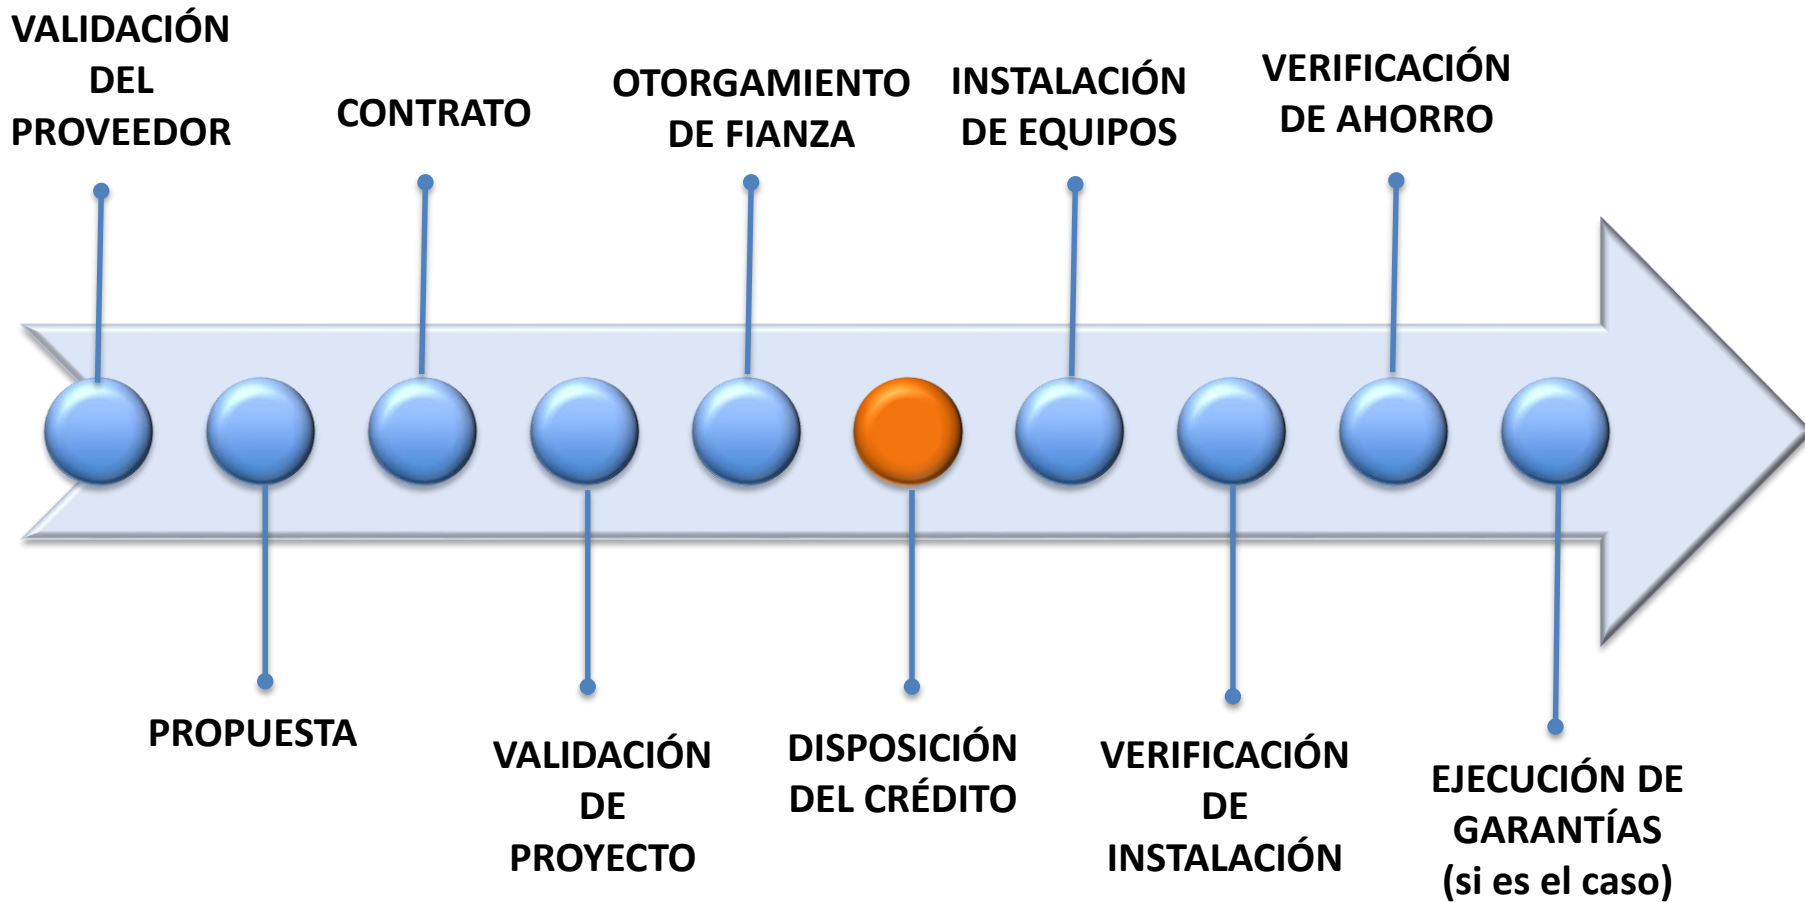 VALIDACIÓN
DEL
PROVEEDOR
CONTRATO
OTORGAMIENTO
DE FIANZA
INSTALACIÓN
DE EQUIPOS
VERIFICACIÓN
DE AHORRO
PROPUESTA
VALIDACIÓN
DE
PROYECTO
DISPOSICIÓN
DEL CRÉDITO
VERIFICACIÓN
DE
INSTALACIÓN
EJECUCIÓN DE
GARANTÍAS
(si es el caso)